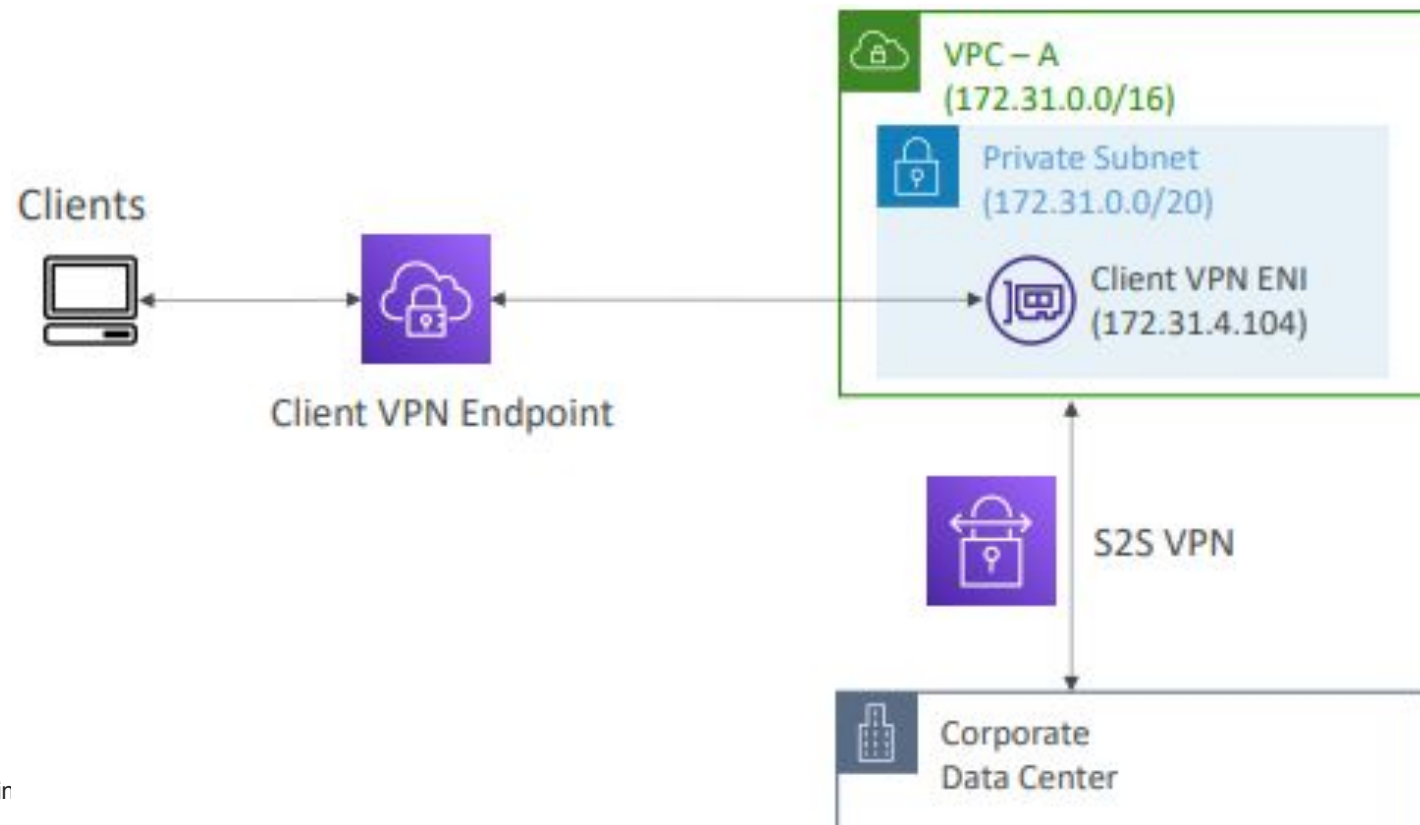 VPC – A
(172.31.0.0/16)
Private Subnet
(172.31.0.0/20)
Clients
Client VPN ENI
(172.31.4.104)
Client VPN Endpoint
S2S VPN
Corporate
Data Center